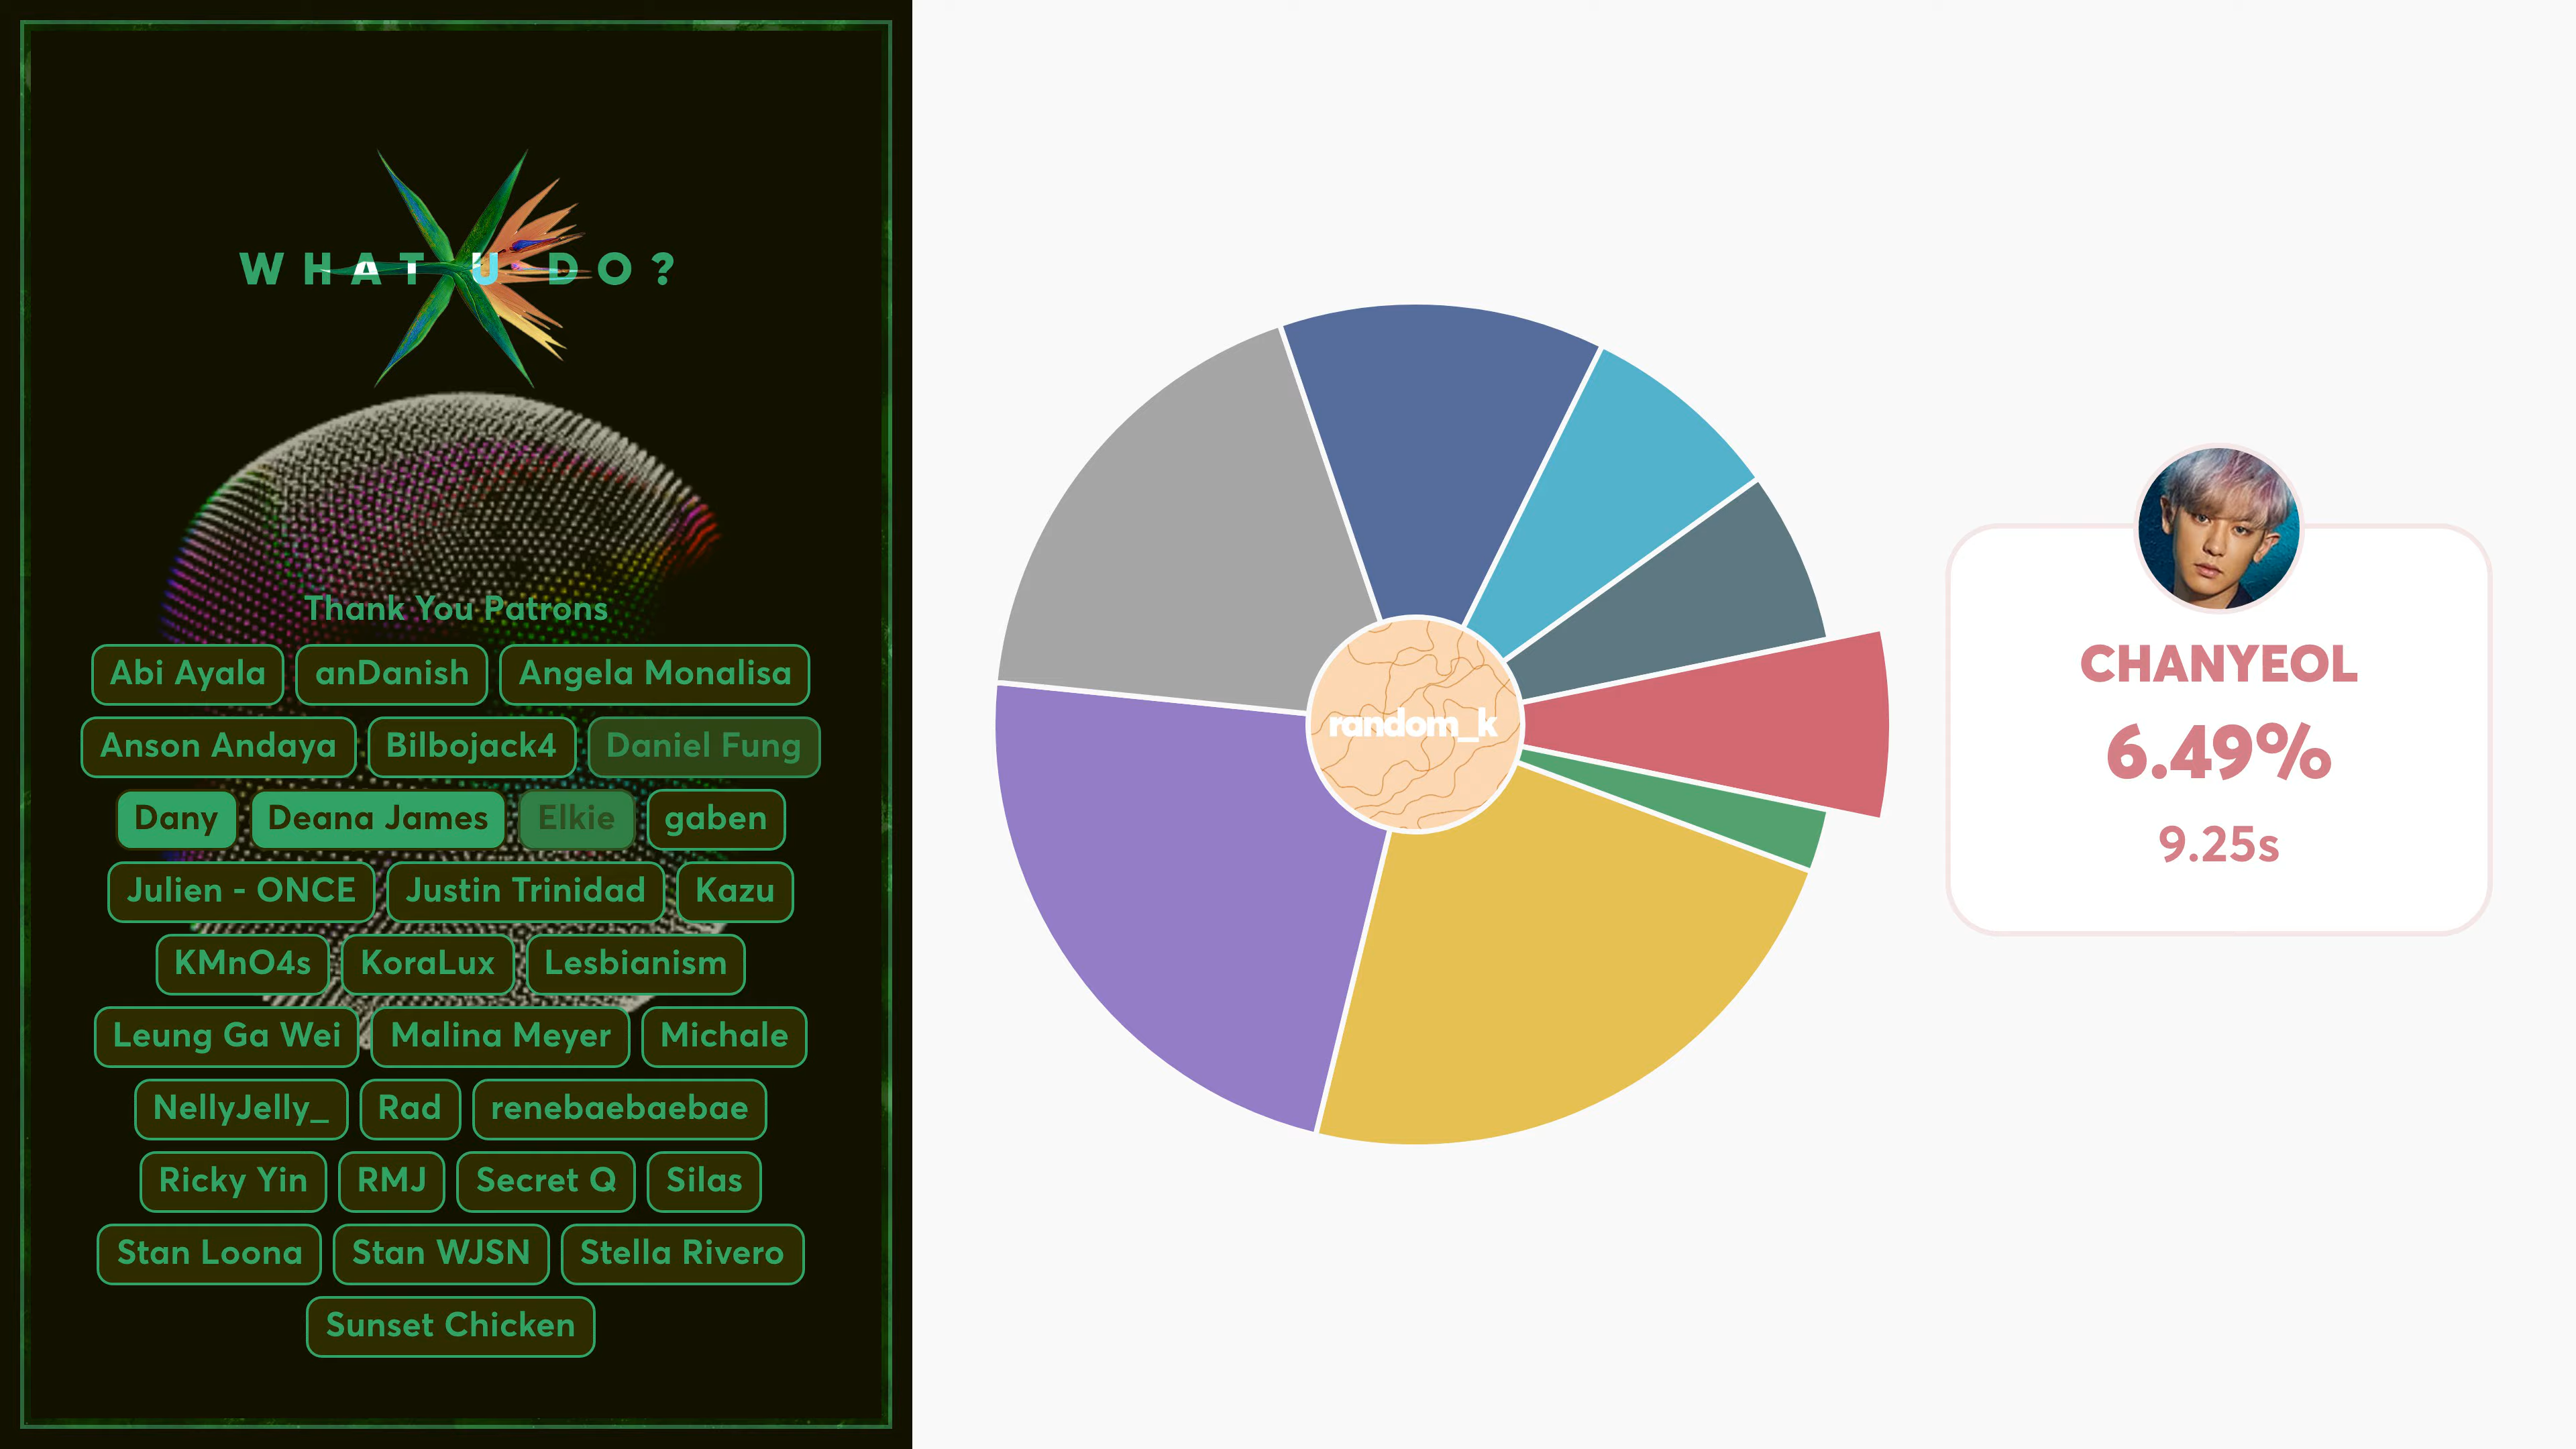 WHAT U DO?
Thank You Patrons
Abi Ayala anDanish Angela Monalisa
Anson Andaya Bilbojack4 Daniel Fung
Dany Deana James Elkie gaben
Julien - ONCE Justin Trinidad Kazu
KMnO4s KoraLux Lesbianism
Leung Ga Wei Malina Meyer Michale
NellyJelly_ Rad renebaebaebae
Ricky Yin RMJ Secret Q Silas
Stan Loona Stan WJSN Stella Rivero
Sunset Chicken
random_k
CHANYEOL
6.49%
9.25s